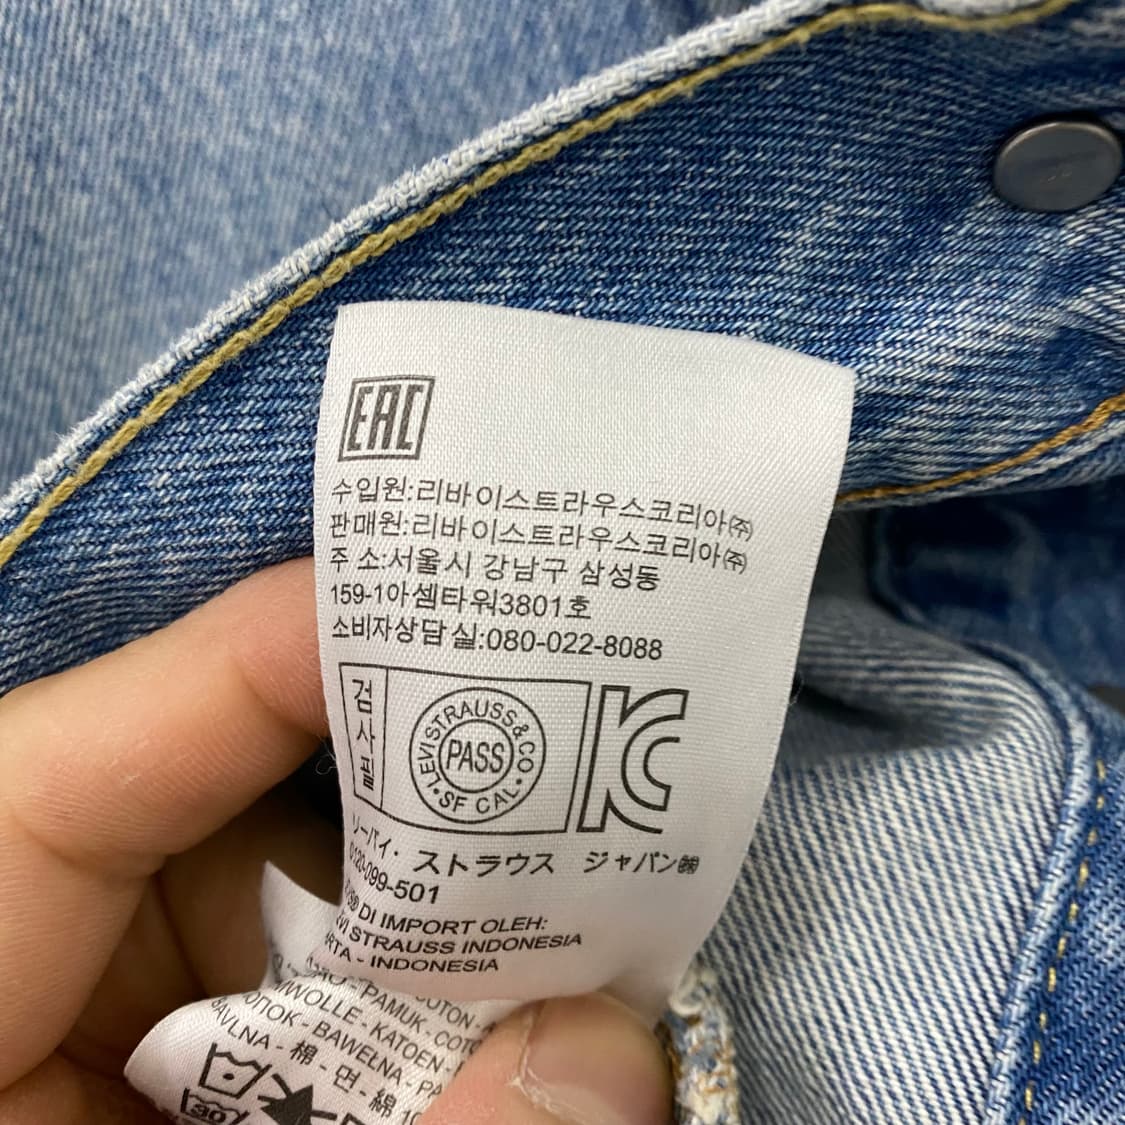 EAC
수입원:리바이스트라우스코리아㈜
판매원:리바이스트라우스코리아㈜
주 소:서울시 강남구 삼성동
159-1아셈타워3801호
소비자상담실:080-022-8088
검사필
LEVI STRAUSS & CO
PASS
• SF CAL •
KC
リーバイ・ストラウス ジャパン㈱
0120-099-501
DI IMPORT OLEH:
STRAUSS INDONESIA
- INDONESIA
PAMUK -
- KATOEN -
- BAWEŁNA -
- 棉 - 면 - 綿
30